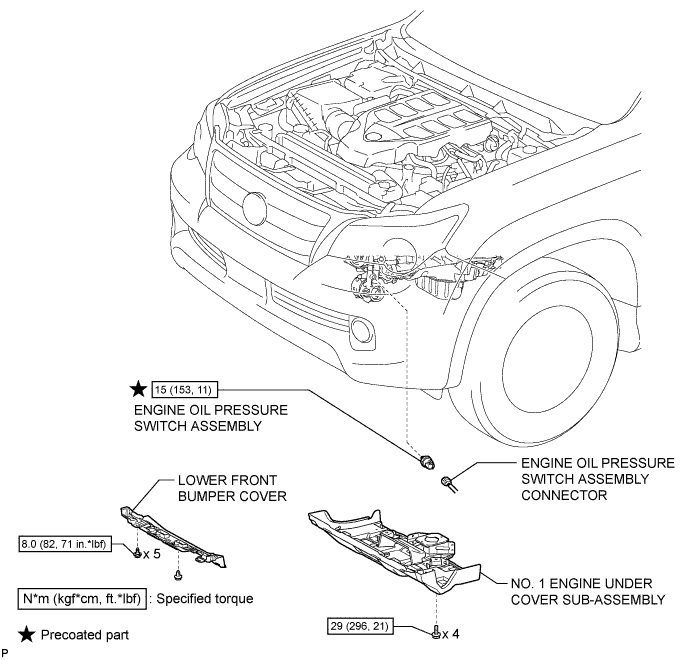 ★ 15 (153, 11)
ENGINE OIL PRESSURE
SWITCH ASSEMBLY
ENGINE OIL PRESSURE
SWITCH ASSEMBLY
CONNECTOR
LOWER FRONT
BUMPER COVER
8.0 (82, 71 in.*lbf)
x 5
NO. 1 ENGINE UNDER
COVER SUB-ASSEMBLY
N*m (kgf*cm, ft.*lbf) : Specified torque
29 (296, 21)
x 4
★ Precoated part
P